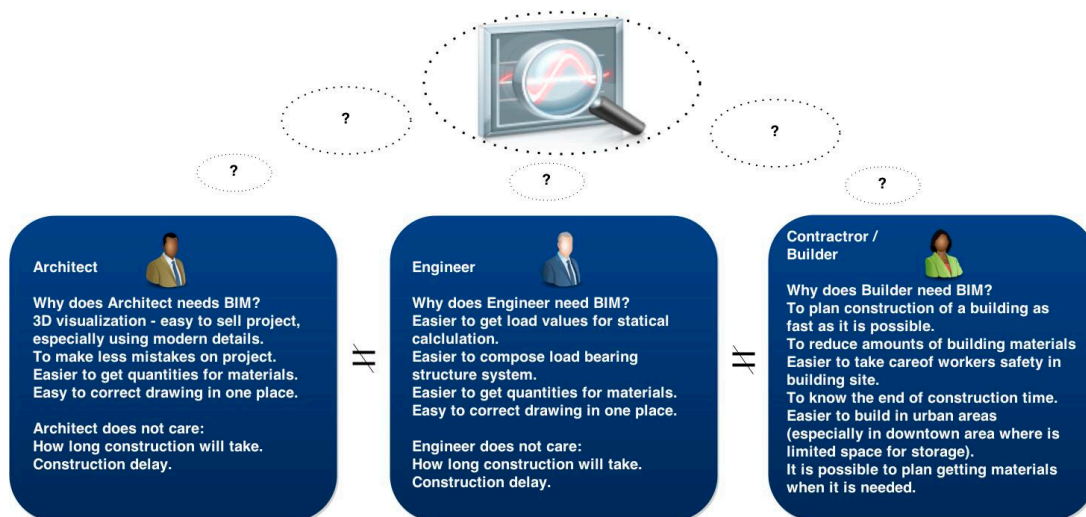 ?
?
?
?
?
?
Architect
Why does Architect needs BIM?
3D visualization - easy to sell project,
especially using modern details.
To make less mistakes on project.
Easier to get quantities for materials.
Easy to correct drawing in one place.
Architect does not care:
How long construction will take.
Construction delay.
≠
Engineer
Why does Engineer need BIM?
Easier to get load values for statical
calclulation.
Easier to compose load bearing
structure system.
Easier to get quantities for materials.
Easy to correct drawing in one place.
Engineer does not care:
How long construction will take.
Construction delay.
≠
Contractror /
Builder
Why does Builder need BIM?
To plan construction of a building as
fast as it is possible.
To reduce amounts of building materials
Easier to take careof workers safety in
building site.
To know the end of construction time.
Easier to build in urban areas
(especially in downtown area where is
limited space for storage).
It is possible to plan getting materials
when it is needed.